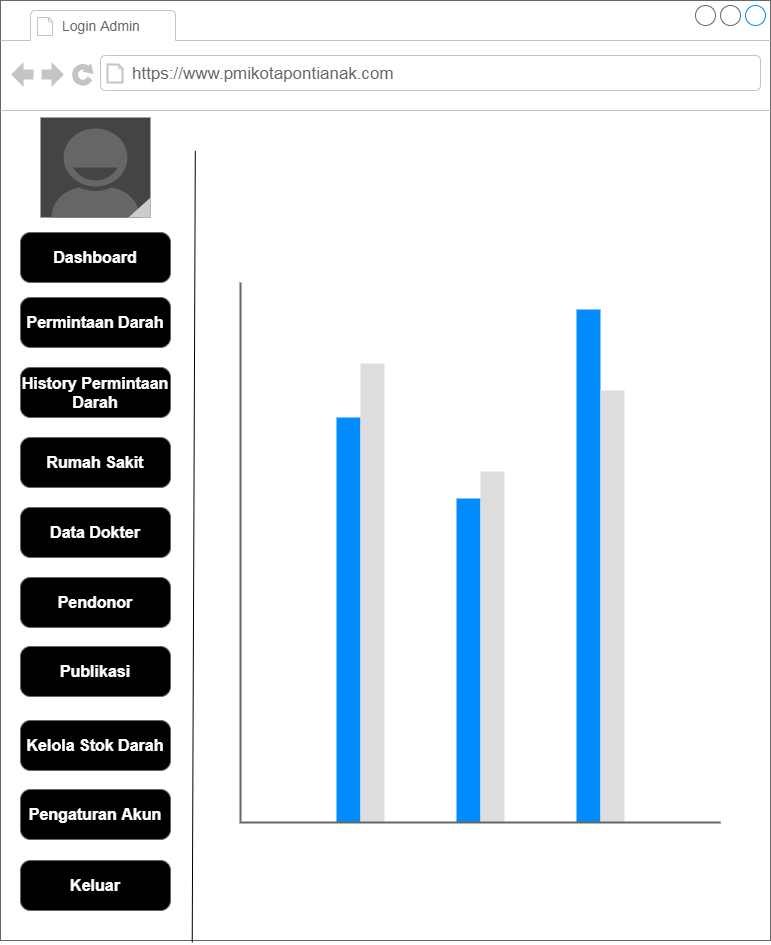 Login Admin
https://www.pmikotapontianak.com
Dashboard
Permintaan Darah
History Permintaan
Darah
Rumah Sakit
Data Dokter
Pendonor
Publikasi
Kelola Stok Darah
Pengaturan Akun
Keluar